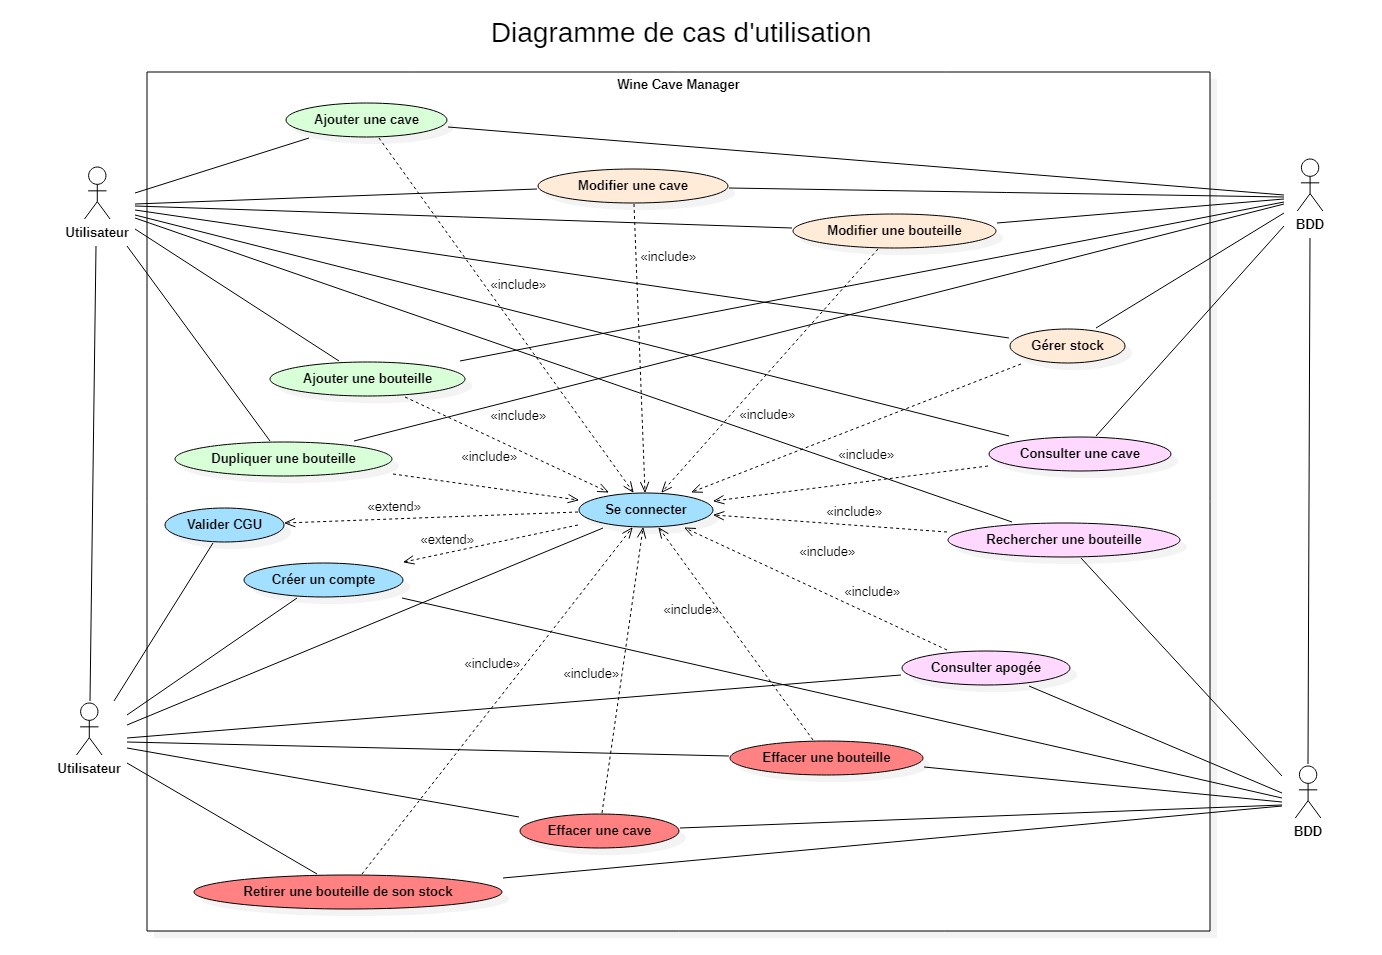 Diagramme de cas d'utilisation
Wine Cave Manager
Ajouter une cave
Modifier une cave
Utilisateur
BDD
Modifier une bouteille
«include»
«include»
Gérer stock
Ajouter une bouteille
«include»
«include»
Consulter une cave
«include»
Dupliquer une bouteille
«include»
«extend»
Se connecter
«include»
Valider CGU
«extend»
Rechercher une bouteille
«include»
Créer un compte
«include»
«include»
«include»
«include»
Consulter apogée
Effacer une bouteille
Utilisateur
Effacer une cave
BDD
Retirer une bouteille de son stock